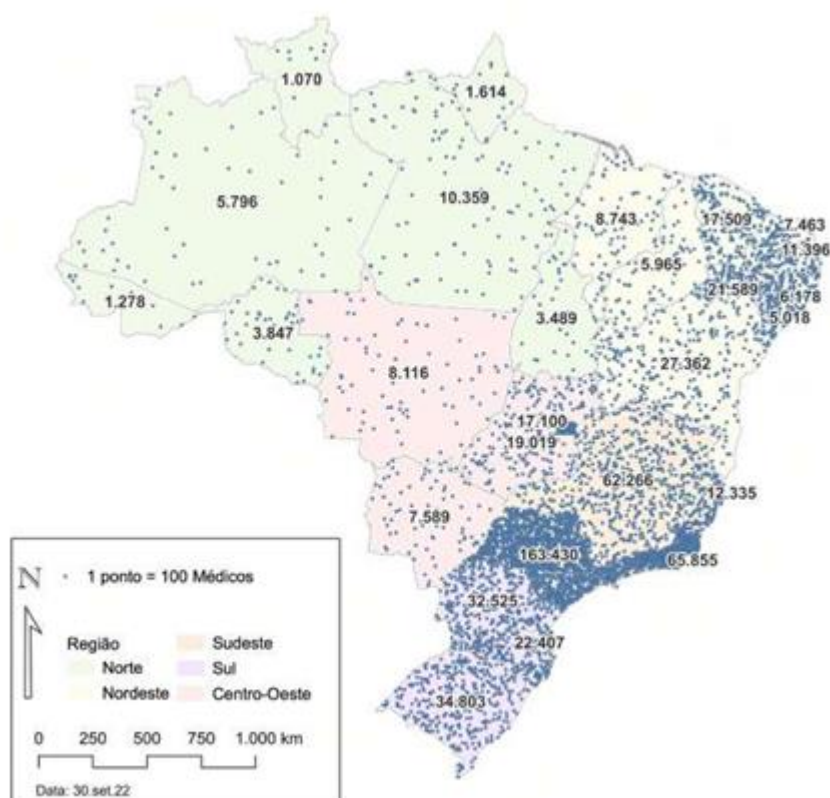 1.070
1.614
5.796
10.359
8.743
17.509
7.463
11.396
5.965
21.589
6.178
5.018
1.278
3.847
3.489
8.116
27.362
17.100
19.019
62.266
12.335
7.589
163.430
65.855
32.525
22.407
34.803
N
1 ponto = 100 Médicos
Região
Norte
Nordeste
Sudeste
Sul
Centro-Oeste
0 250 500 750 1.000 km
Data: 30.set.22